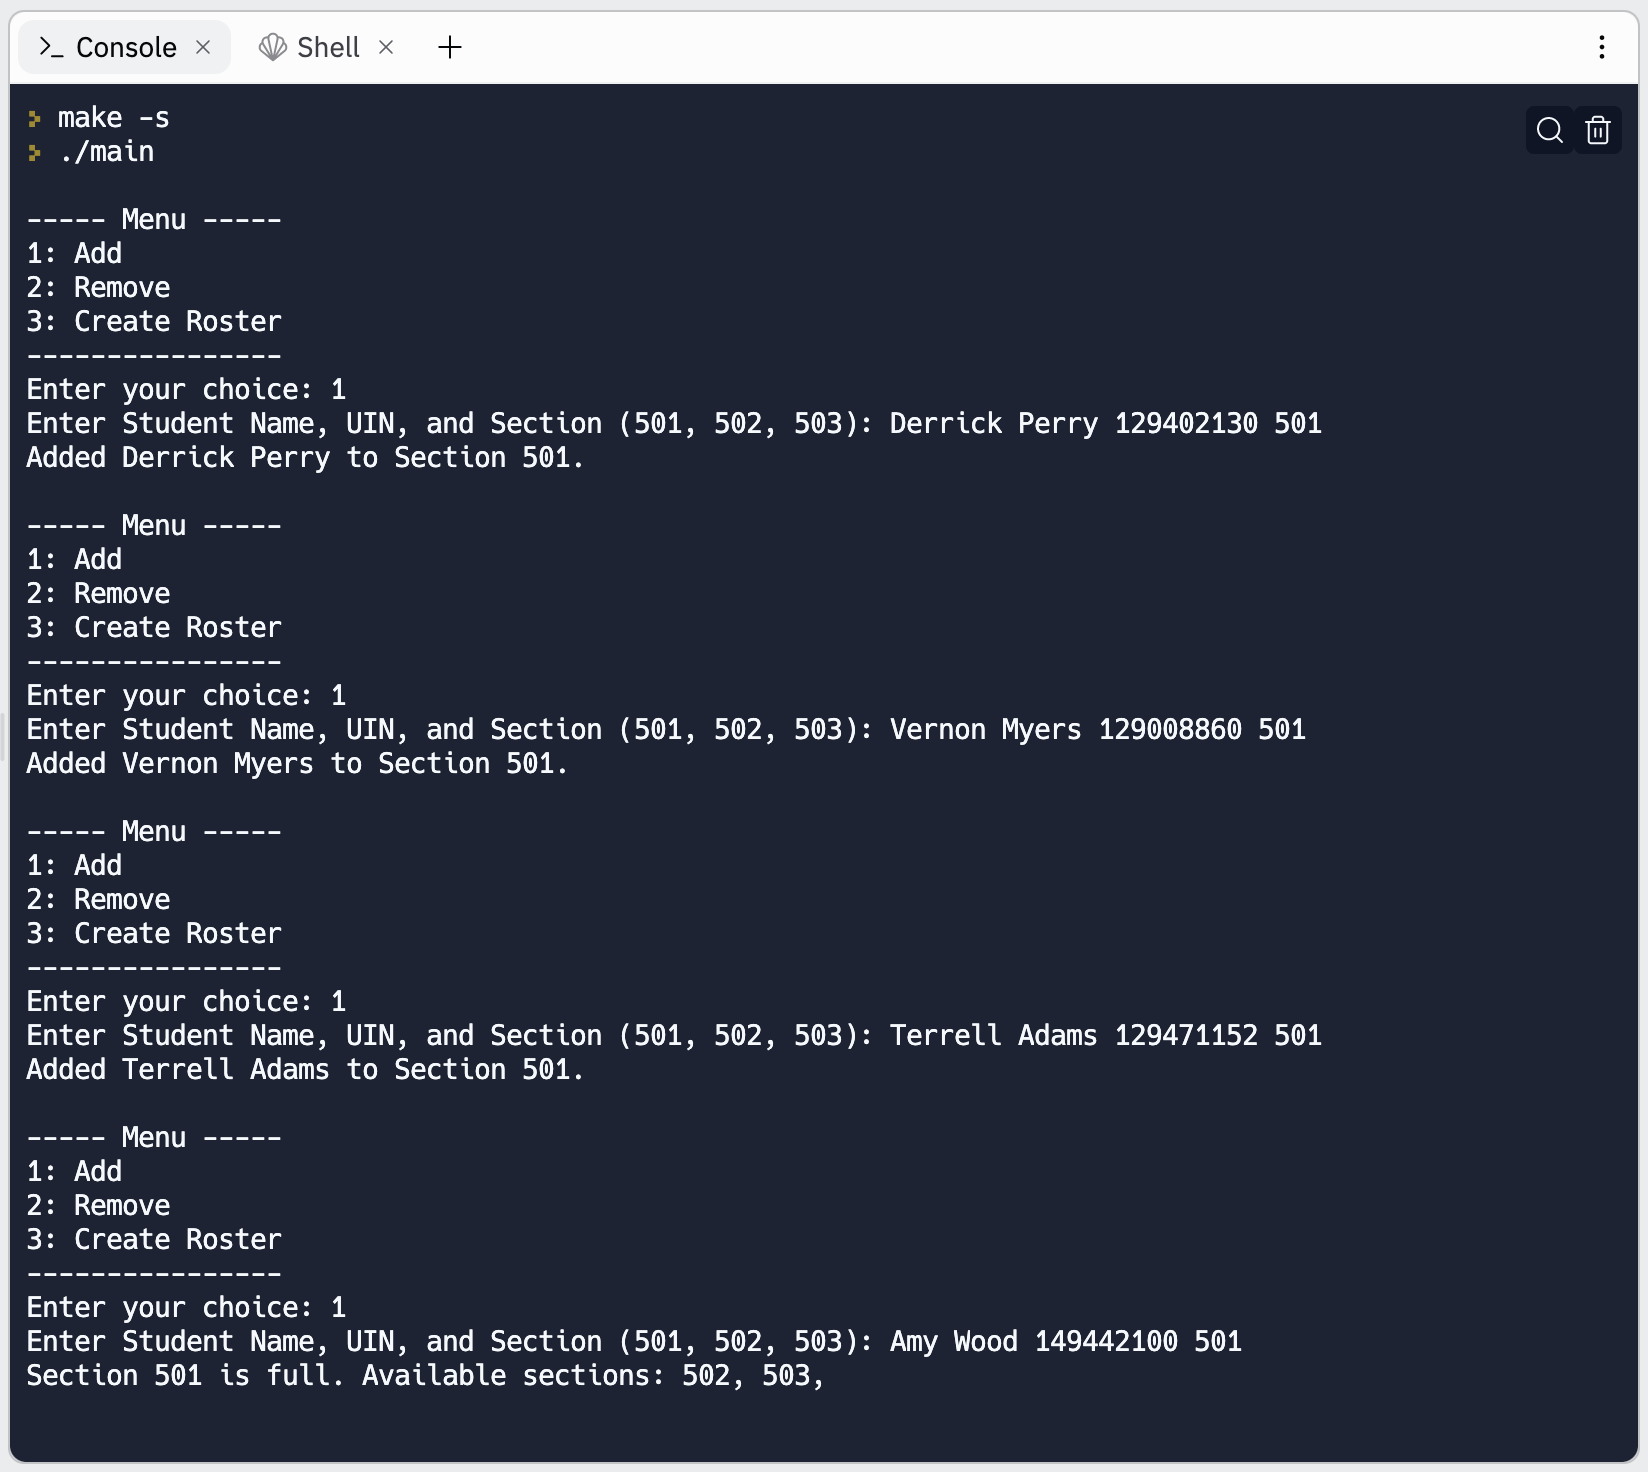 Console Shell
make -s
./main
----- Menu -----
1: Add
2: Remove
3: Create Roster
----------------
Enter your choice: 1
Enter Student Name, UIN, and Section (501, 502, 503): Derrick Perry 129402130 501
Added Derrick Perry to Section 501.
----- Menu -----
1: Add
2: Remove
3: Create Roster
----------------
Enter your choice: 1
Enter Student Name, UIN, and Section (501, 502, 503): Vernon Myers 129008860 501
Added Vernon Myers to Section 501.
----- Menu -----
1: Add
2: Remove
3: Create Roster
----------------
Enter your choice: 1
Enter Student Name, UIN, and Section (501, 502, 503): Terrell Adams 129471152 501
Added Terrell Adams to Section 501.
----- Menu -----
1: Add
2: Remove
3: Create Roster
----------------
Enter your choice: 1
Enter Student Name, UIN, and Section (501, 502, 503): Amy Wood 149442100 501
Section 501 is full. Available sections: 502, 503,